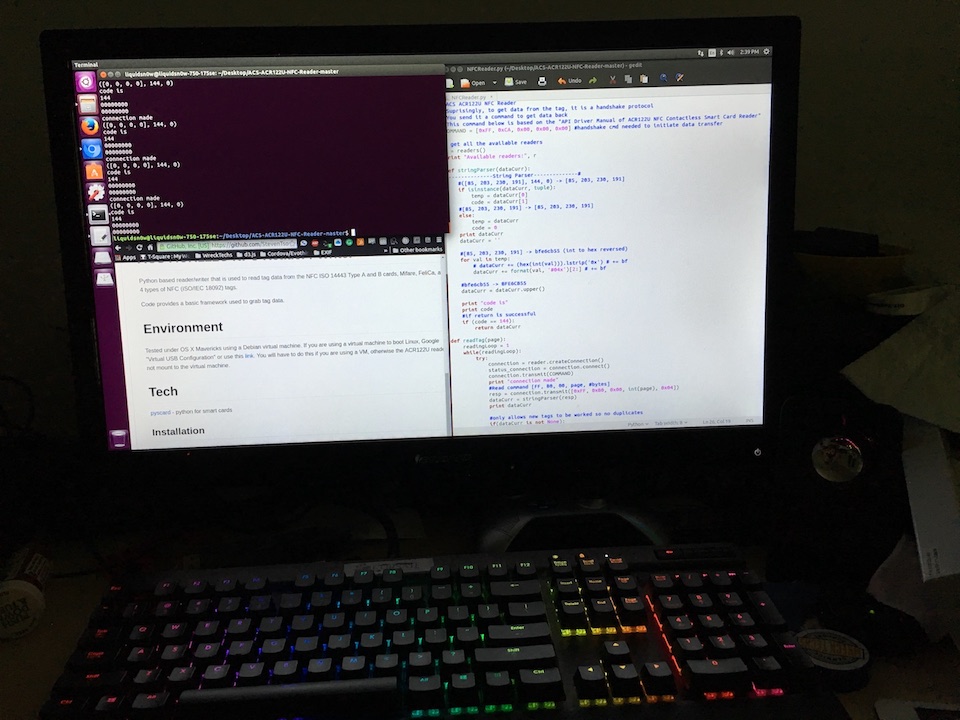 Terminal
2:39 PM
liquidsn0w@liquidsn0w-750-175se: ~/Desktop/ACS-ACR122U-NFC-Reader-master
([0, 0, 0, 0], 144, 0)
code is
144
00000000
00000000
connection made
([0, 0, 0, 0], 144, 0)
code is
144
00000000
00000000
connection made
([0, 0, 0, 0], 144, 0)
code is
144
00000000
00000000
connection made
([0, 0, 0, 0], 144, 0)
code is
144
00000000
00000000
liquidsn0w@liquidsn0w-750-175se:~/Desktop/ACS-ACR122U-NFC-Reader-master$
GitHub, Inc. [US] https://github.com/
Apps T-Square : My W WreckTechs d3.js Cordova/Evoth EXIF Other bookmarks
Python based reader/writer that is used to read tag data from the NFC ISO 14443 Type A and B cards, Mifare, FeliCa, a
4 types of NFC (ISO/IEC 18092) tags.
Code provides a basic framework used to grab tag data.
Environment
Tested under OS X Mavericks using a Debian virtual machine. If you are using a virtual machine to boot Linux, Google
"Virtual USB Configuration" or use this link. You will have to do this if you are using a VM, otherwise the ACR122U reade
not mount to the virtual machine.
Tech
pyscard - python for smart cards
Installation
NFCReader.py (~/Desktop/ACS-ACR122U-NFC-Reader-master) - gedit
Open Save Undo
NFCReader.py ×
ACS ACR122U NFC Reader
Suprisingly, to get data from the tag, it is a handshake protocol
You send it a command to get data back
This command below is based on the "API Driver Manual of ACR122U NFC Contactless Smart Card Reader"
COMMAND = [0xFF, 0xCA, 0x00, 0x00, 0x00] #handshake cmd needed to initiate data transfer
get all the available readers
= readers()
print "Available readers:", r
ef stringParser(dataCurr):
-----------String Parser-------------#
#([85, 203, 230, 191], 144, 0) -> [85, 203, 230, 191]
if isinstance(dataCurr, tuple):
temp = dataCurr[0]
code = dataCurr[1]
#[85, 203, 230, 191] -> [85, 203, 230, 191]
else:
temp = dataCurr
code = 0
print dataCurr
dataCurr = ''
#[85, 203, 230, 191] -> bfe6cb55 (int to hex reversed)
for val in temp:
# dataCurr += (hex(int(val))).lstrip('0x') # += bf
dataCurr += format(val, '#04x')[2:] # += bf
#bfe6cb55 -> BFE6CB55
dataCurr = dataCurr.upper()
print "code is"
print code
#if return is successful
if (code == 144):
return dataCurr
def readTag(page):
readingLoop = 1
while(readingLoop):
try:
connection = reader.createConnection()
status_connection = connection.connect()
connection.transmit(COMMAND)
print "connection made"
#Read command [FF, B0, 00, page, #bytes]
resp = connection.transmit([0xFF, 0xB0, 0x00, int(page), 0x04])
dataCurr = stringParser(resp)
print dataCurr
#only allows new tags to be worked so no duplicates
if(dataCurr is not None):
Python
INS
F9 F10 F11 F12
Enter
Shift
Ctrl
Alt